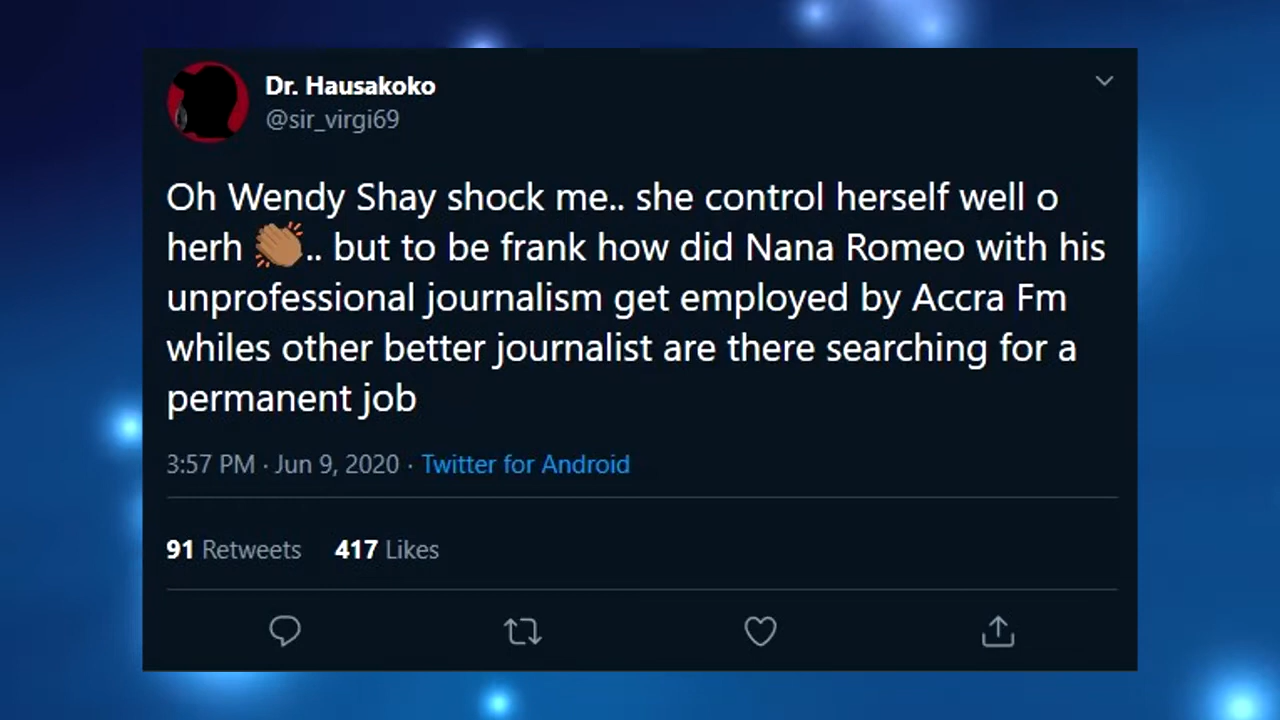 Dr. Hausakoko
@sir_virgi69
Oh Wendy Shay shock me.. she control herself well o
herh 👏🏽.. but to be frank how did Nana Romeo with his
unprofessional journalism get employed by Accra Fm
whiles other better journalist are there searching for a
permanent job
3:57 PM · Jun 9, 2020 · Twitter for Android
91 Retweets 417 Likes